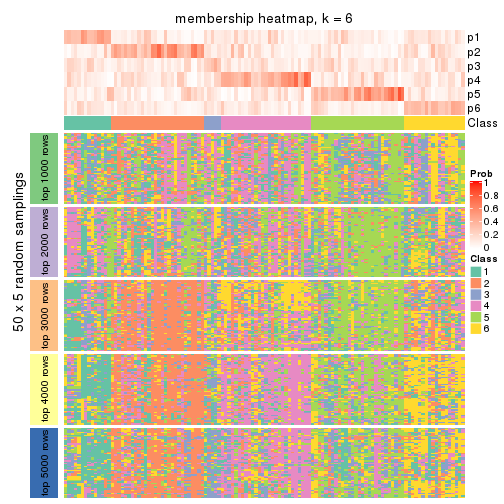 membership heatmap, k = 6
p1
p2
p3
p4
p5
p6
Class
50 x 5 random samplings
top 1000 rows
top 2000 rows
top 3000 rows
top 4000 rows
top 5000 rows
Prob
1
0.8
0.6
0.4
0.2
0
Class
1
2
3
4
5
6